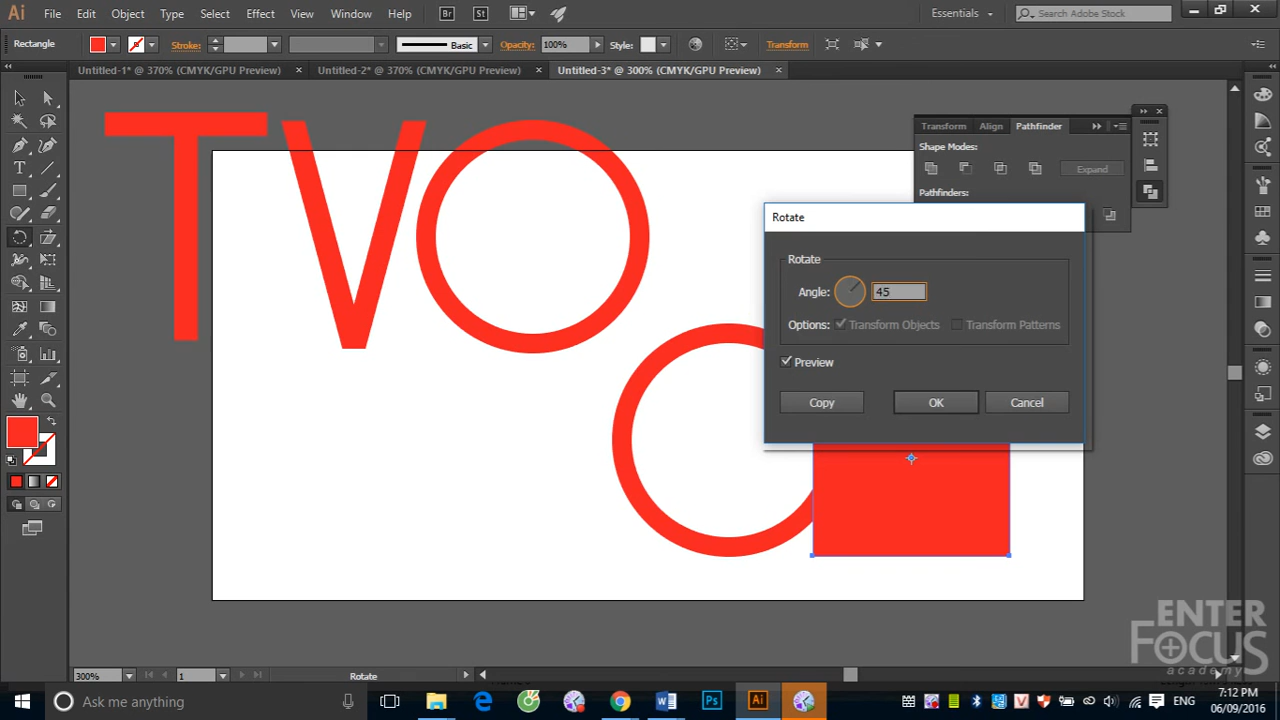 Ai File Edit Object Type Select Effect View Window Help Br St Essentials Search Adobe Stock
Rectangle Stroke: Basic Opacity: 100% Style: Transform
Untitled-1* @ 370% (CMYK/GPU Preview) × Untitled-2* @ 370% (CMYK/GPU Preview) × Untitled-3* @ 300% (CMYK/GPU Preview) ×
TVO
Transform Align Pathfinder
Shape Modes:
Expand
Pathfinders:
Rotate
Rotate
Angle: 45
Options: Transform Objects Transform Patterns
Preview
Copy OK Cancel
ENTER
FOCUS
academy
300% 1 Rotate
Ask me anything Ps Ai ENG 7:12 PM
06/09/2016